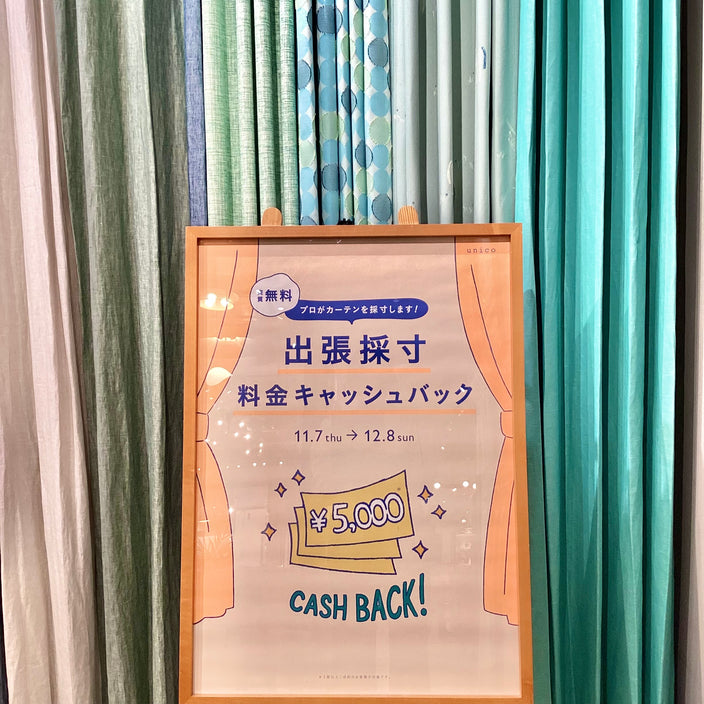 unico
実質無料
プロがカーテンを採寸します!
出張採寸
料金キャッシュバック
11.7 thu → 12.8 sun
¥5,000
CASH BACK!